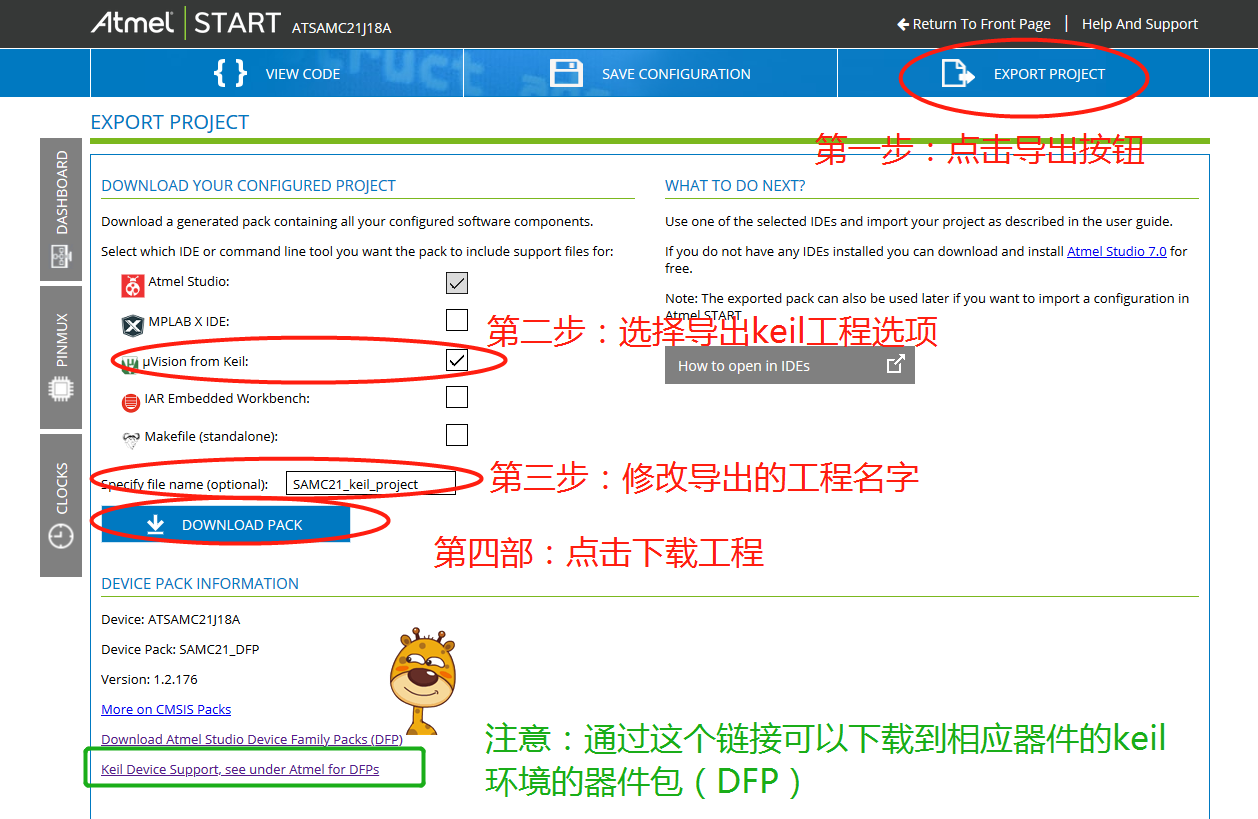 Atmel START ATSAMC21J18A
Return To Front Page | Help And Support
{ } VIEW CODE
SAVE CONFIGURATION
EXPORT PROJECT
EXPORT PROJECT
第一步：点击导出按钮
DASHBOARD
PINMUX
CLOCKS
DOWNLOAD YOUR CONFIGURED PROJECT
Download a generated pack containing all your configured software components.
Select which IDE or command line tool you want the pack to include support files for:
Atmel Studio:
MPLAB X IDE:
第二步：选择导出keil工程选项
µVision from Keil:
IAR Embedded Workbench:
Makefile (standalone):
Specify file name (optional): SAMC21_keil_project
第三步：修改导出的工程名字
DOWNLOAD PACK
第四部：点击下载工程
WHAT TO DO NEXT?
Use one of the selected IDEs and import your project as described in the user guide.
If you do not have any IDEs installed you can download and install Atmel Studio 7.0 for
free.
Note: The exported pack can also be used later if you want to import a configuration in
Atmel START
How to open in IDEs
DEVICE PACK INFORMATION
Device: ATSAMC21J18A
Device Pack: SAMC21_DFP
Version: 1.2.176
More on CMSIS Packs
Download Atmel Studio Device Family Packs (DFP)
Keil Device Support, see under Atmel for DFPs
注意：通过这个链接可以下载到相应器件的keil
环境的器件包（DFP）